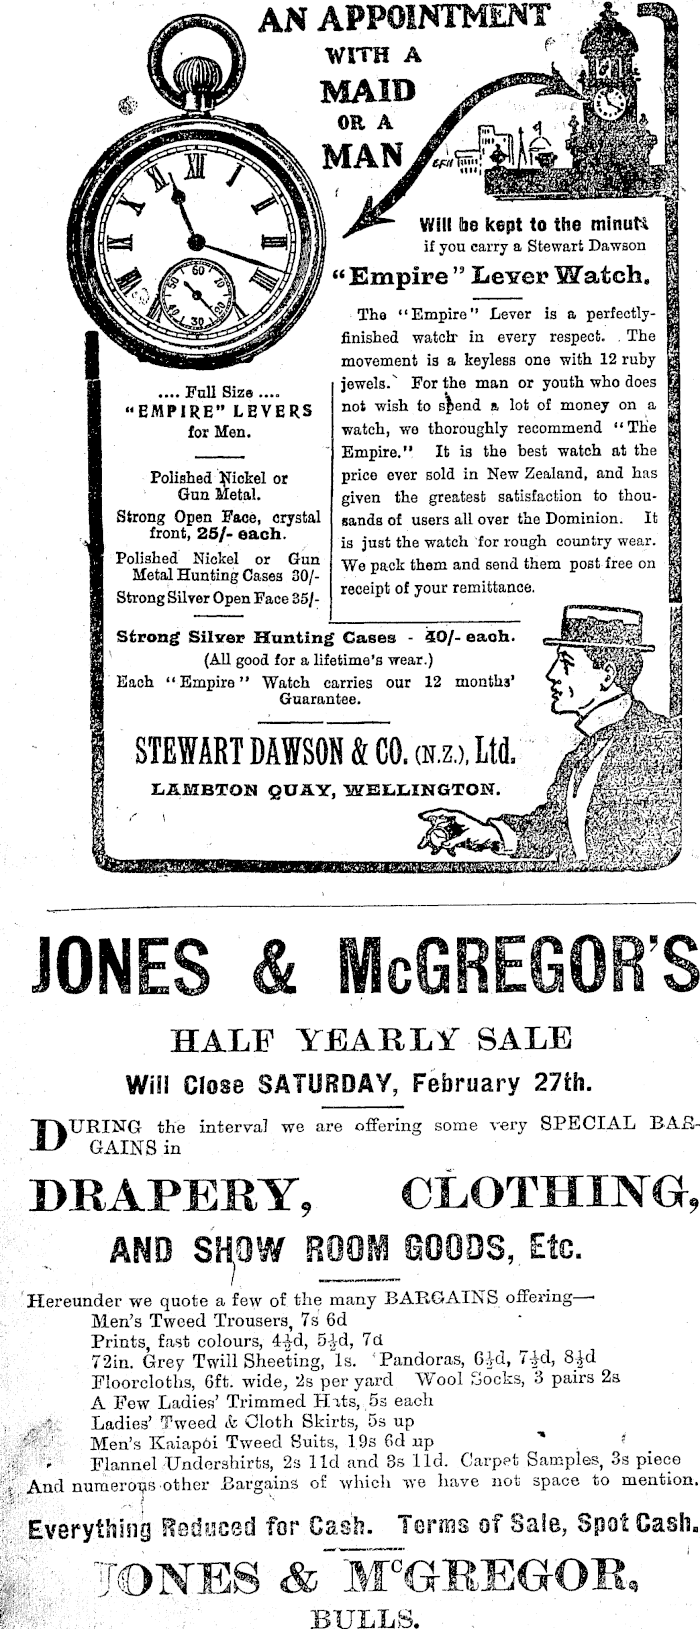 AN APPOINTMENT
WITH A
MAID
OR A
MAN
Will be kept to the minute
if you carry a Stewart Dawson
“Empire” Lever Watch.
The “Empire” Lever is a perfectly-
finished watch in every respect. The
movement is a keyless one with 12 ruby
jewels. For the man or youth who does
not wish to spend a lot of money on a
watch, we thoroughly recommend “The
Empire.” It is the best watch at the
price ever sold in New Zealand, and has
given the greatest satisfaction to thou-
sands of users all over the Dominion. It
is just the watch for rough country wear.
We pack them and send them post free on
receipt of your remittance.
.... Full Size ....
“EMPIRE” LEVERS
for Men.
Polished Nickel or
Gun Metal.
Strong Open Face, crystal
front, 25/- each.
Polished Nickel or Gun
Metal Hunting Cases 30/-
Strong Silver Open Face 35/-
Strong Silver Hunting Cases - 40/- each.
(All good for a lifetime's wear.)
Each “Empire” Watch carries our 12 months'
Guarantee.
STEWART DAWSON & CO. (N.Z.), Ltd.
LAMBTON QUAY, WELLINGTON.
JONES & McGREGOR'S
HALF YEARLY SALE
Will Close SATURDAY, February 27th.
DURING the interval we are offering some very SPECIAL BAR-
GAINS in
DRAPERY, CLOTHING,
AND SHOW ROOM GOODS, Etc.
Hereunder we quote a few of the many BARGAINS offering—
Men's Tweed Trousers, 7s 6d
Prints, fast colours, 4½d, 5½d, 7d
72in. Grey Twill Sheeting, 1s. Pandoras, 6½d, 7½d, 8½d
Floorcloths, 6ft. wide, 2s per yard Wool Socks, 3 pairs 2s
A Few Ladies' Trimmed Hats, 5s each
Ladies' Tweed & Cloth Skirts, 5s up
Men's Kaiapoi Tweed Suits, 19s 6d up
Flannel Undershirts, 2s 11d and 3s 11d. Carpet Samples, 3s piece
And numerous other Bargains of which we have not space to mention.
Everything Reduced for Cash. Terms of Sale, Spot Cash.
JONES & McGREGOR,
BULLS.